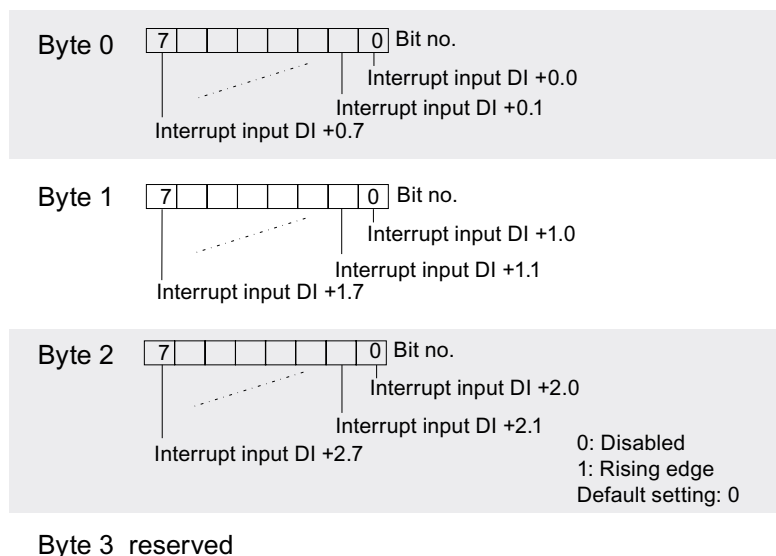 Byte 0 7 0 Bit no.
Interrupt input DI +0.0
Interrupt input DI +0.1
Interrupt input DI +0.7
Byte 1 7 0 Bit no.
Interrupt input DI +1.0
Interrupt input DI +1.1
Interrupt input DI +1.7
Byte 2 7 0 Bit no.
Interrupt input DI +2.0
Interrupt input DI +2.1
Interrupt input DI +2.7
0: Disabled
1: Rising edge
Default setting: 0
Byte 3 reserved